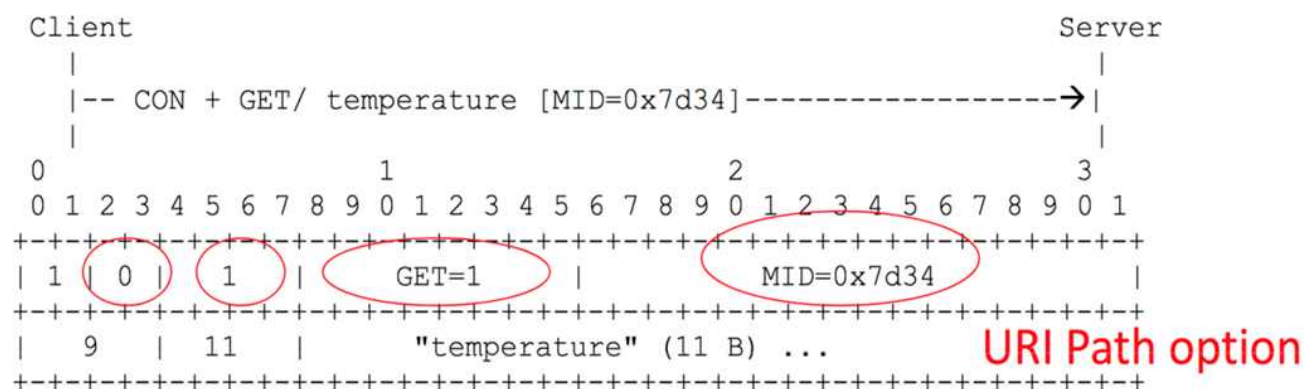 Client Server
| |
|-- CON + GET/ temperature [MID=0x7d34]------------------→|
| |
0 1 2 3
0 1 2 3 4 5 6 7 8 9 0 1 2 3 4 5 6 7 8 9 0 1 2 3 4 5 6 7 8 9 0 1
+-+-+-+-+-+-+-+-+-+-+-+-+-+-+-+-+-+-+-+-+-+-+-+-+-+-+-+-+-+-+-+-+
| 1 | 0 | 1 | GET=1 | MID=0x7d34 |
+-+-+-+-+-+-+-+-+-+-+-+-+-+-+-+-+-+-+-+-+-+-+-+-+-+-+-+-+-+-+-+-+
| 9 | 11 | "temperature" (11 B) ... URI Path option
+-+-+-+-+-+-+-+-+-+-+-+-+-+-+-+-+-+-+-+-+-+-+-+-+-+-+-+-+-+-+-+-+